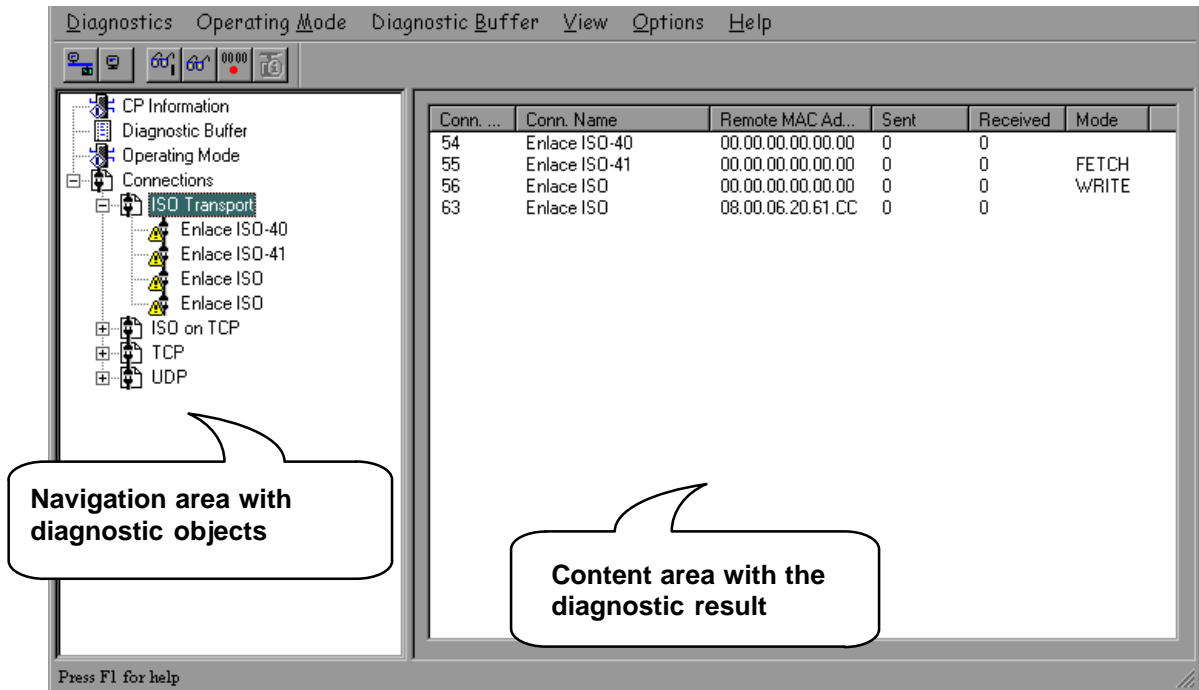 Diagnostics Operating Mode Diagnostic Buffer View Options Help
CP Information
Diagnostic Buffer
Operating Mode
Connections
ISO Transport
Enlace ISO-40
Enlace ISO-41
Enlace ISO
Enlace ISO
ISO on TCP
TCP
UDP
Conn. ... Conn. Name Remote MAC Ad... Sent Received Mode
54 Enlace ISO-40 00.00.00.00.00.00 0 0
55 Enlace ISO-41 00.00.00.00.00.00 0 0 FETCH
56 Enlace ISO 00.00.00.00.00.00 0 0 WRITE
63 Enlace ISO 08.00.06.20.61.CC 0 0
Navigation area with
diagnostic objects
Content area with the
diagnostic result
Press F1 for help